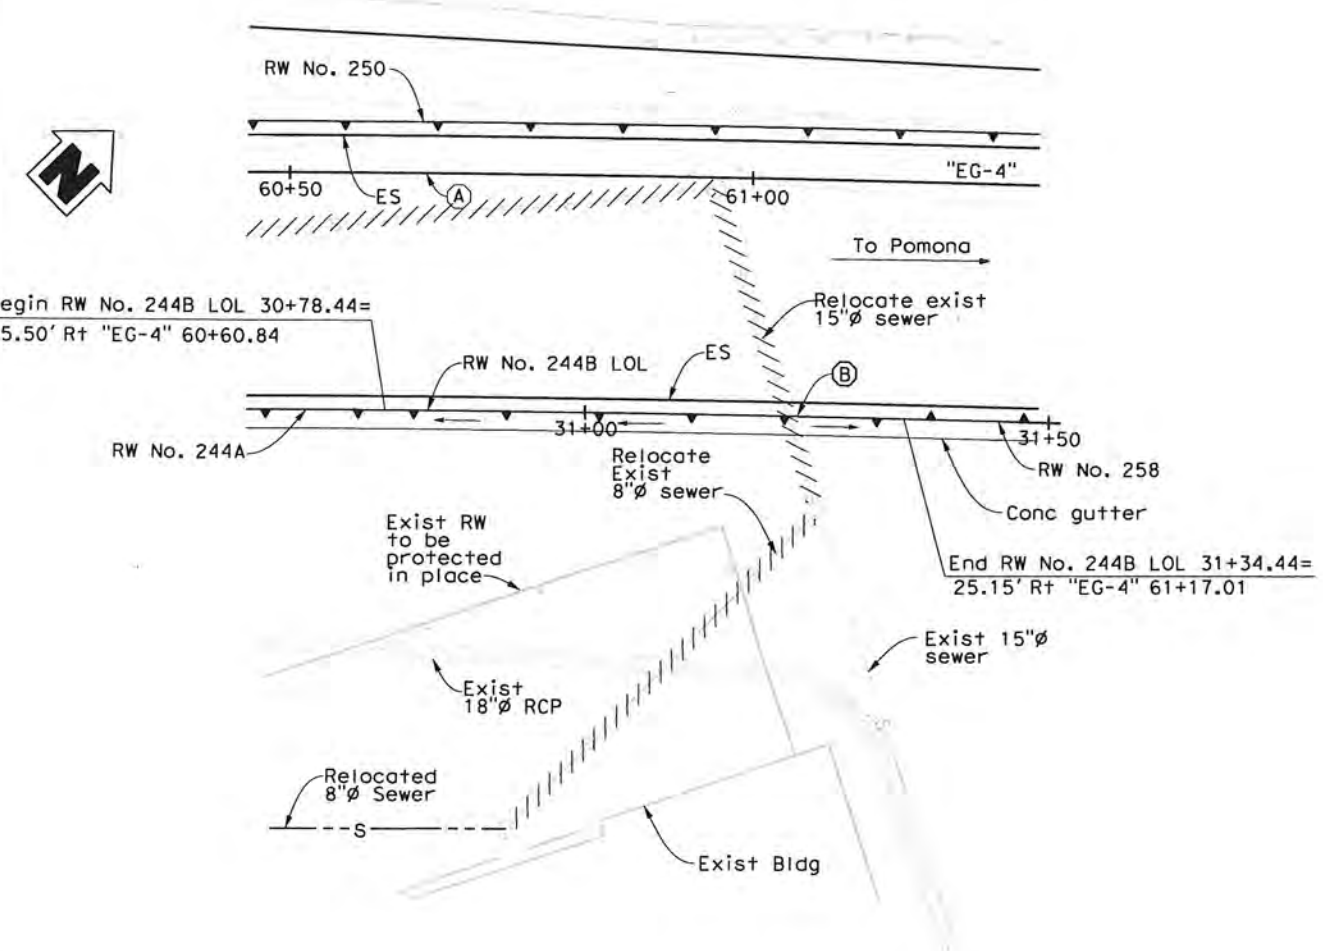 RW No. 250
N
"EG-4"
60+50
ES
A
61+00
To Pomona
egin RW No. 244B LOL 30+78.44=
5.50' Rt "EG-4" 60+60.84
Relocate exist
15"Ø sewer
RW No. 244B LOL
ES
B
RW No. 244A
31+00
31+50
Relocate
Exist
8"Ø sewer
RW No. 258
Conc gutter
Exist RW
to be
protected
in place
End RW No. 244B LOL 31+34.44=
25.15' Rt "EG-4" 61+17.01
Exist 15"Ø
sewer
Exist
18"Ø RCP
Relocated
8"Ø Sewer
S
Exist Bldg